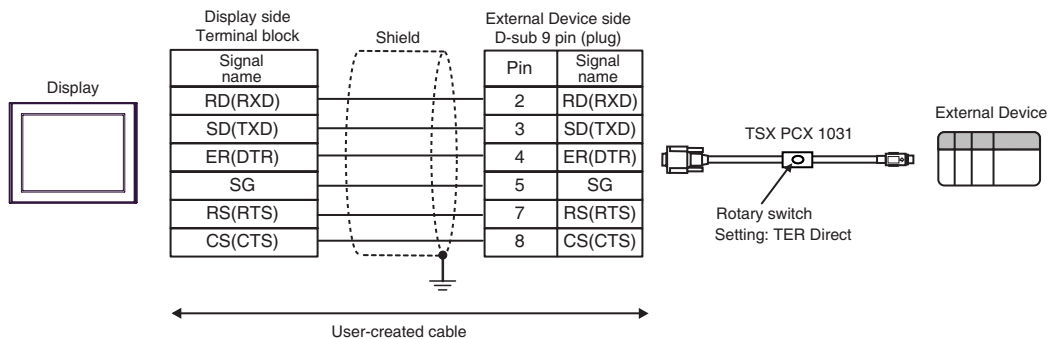 Display
Display side
Terminal block
Shield
External Device side
D-sub 9 pin (plug)
Signal
name
Pin
Signal
name
RD(RXD)
2
RD(RXD)
SD(TXD)
3
SD(TXD)
ER(DTR)
4
ER(DTR)
SG
5
SG
RS(RTS)
7
RS(RTS)
CS(CTS)
8
CS(CTS)
User-created cable
TSX PCX 1031
Rotary switch
Setting: TER Direct
External Device